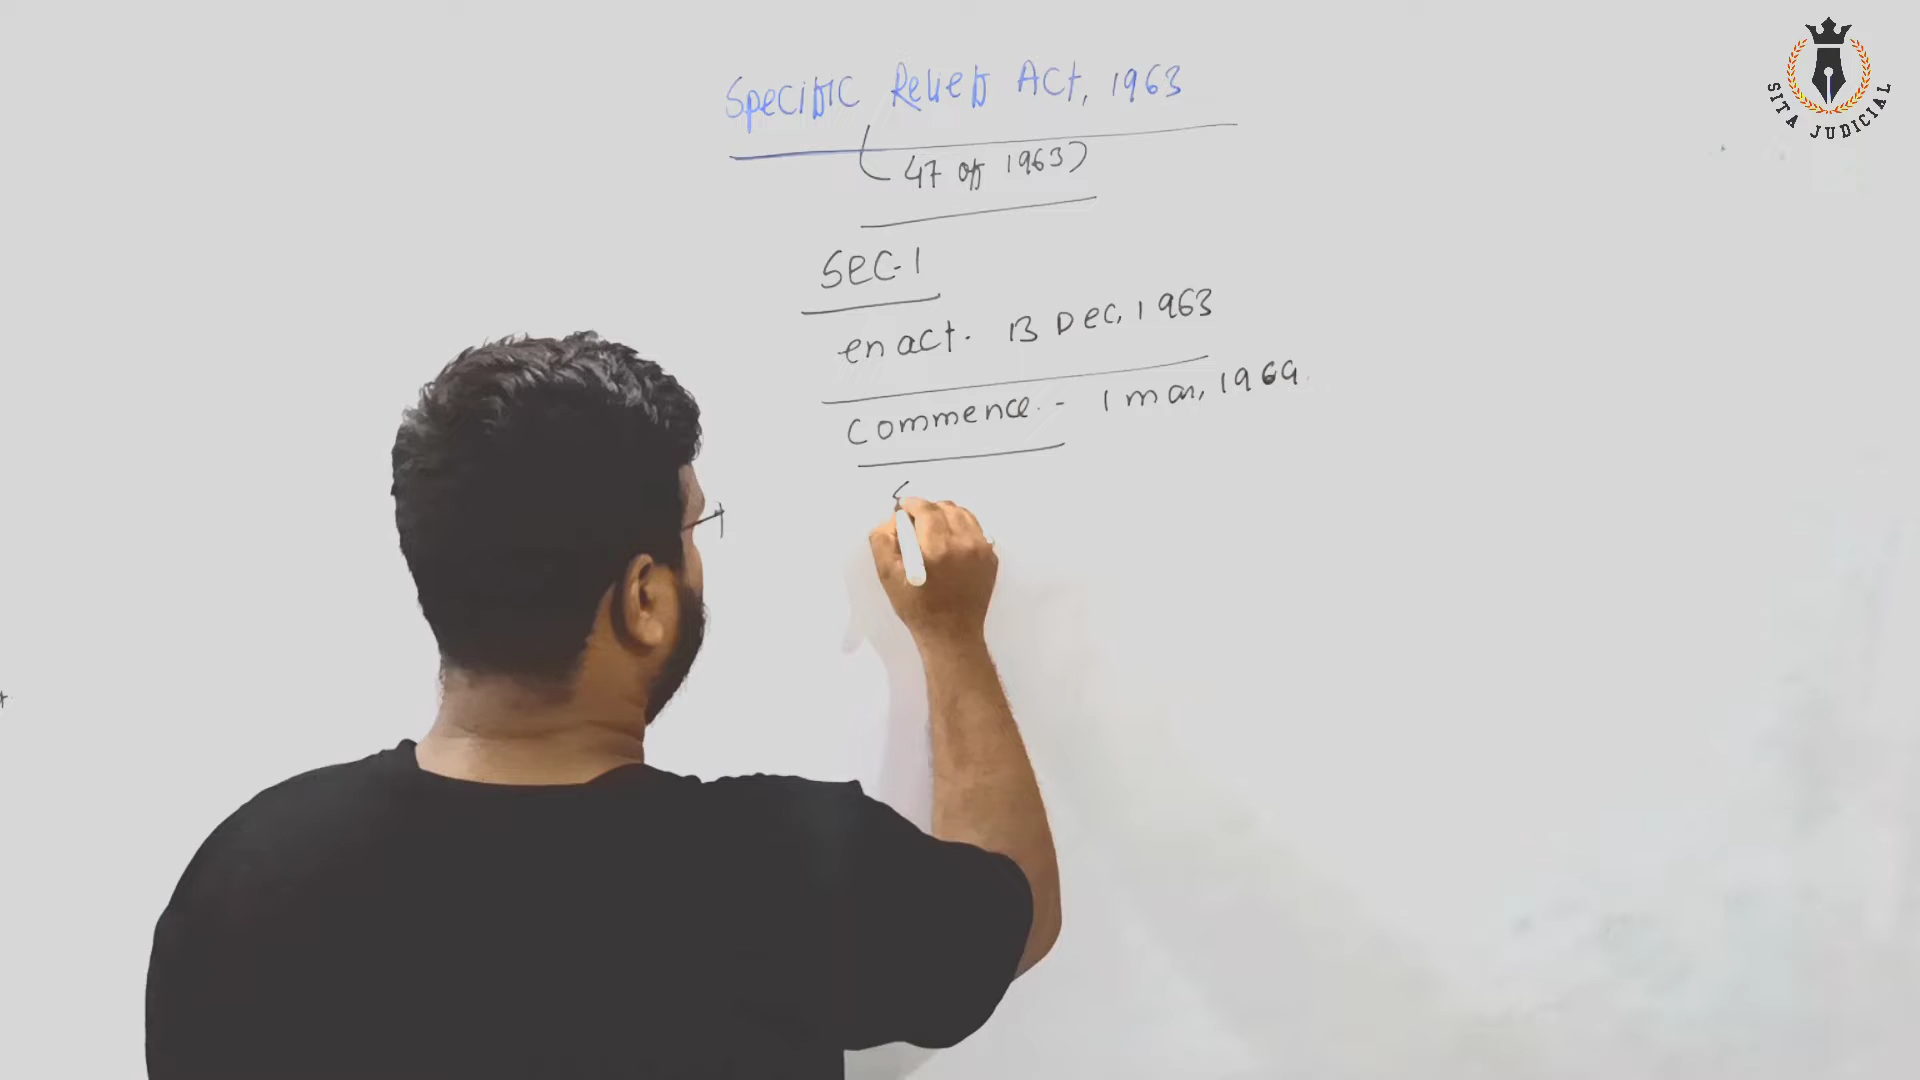 Specific Relief Act, 1963
(47 of 1963)
Sec-1
enact. 13 Dec, 1963
Commence. - 1 mar, 1964.
SITA JUDICIAL